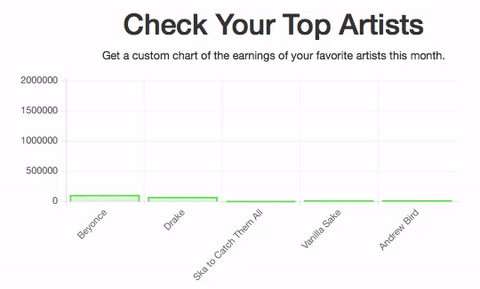 Check Your Top Artists
Get a custom chart of the earnings of your favorite artists this month.
2000000
1500000
1000000
500000
0
Beyonce
Drake
Ska to Catch Them All
Vanilla Sake
Andrew Bird